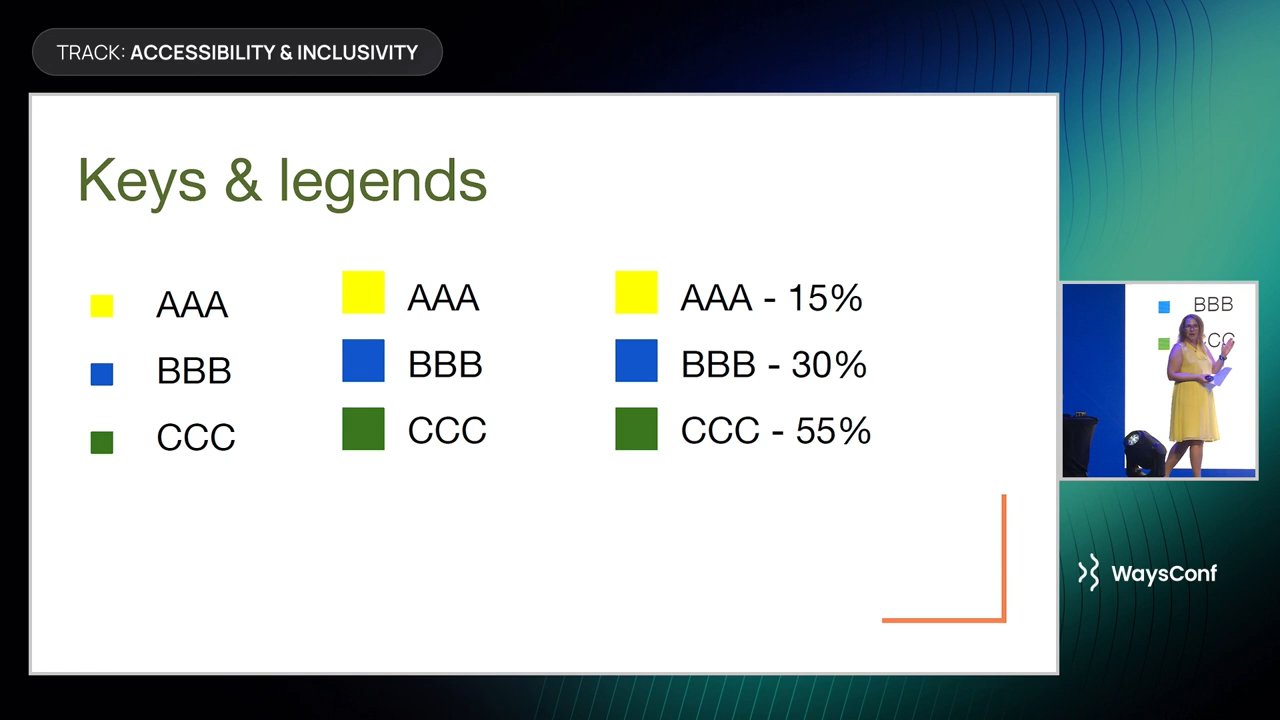 TRACK: ACCESSIBILITY & INCLUSIVITY
Keys & legends
AAA
BBB
CCC
AAA
BBB
CCC
AAA - 15%
BBB - 30%
CCC - 55%
BBB
WaysConf